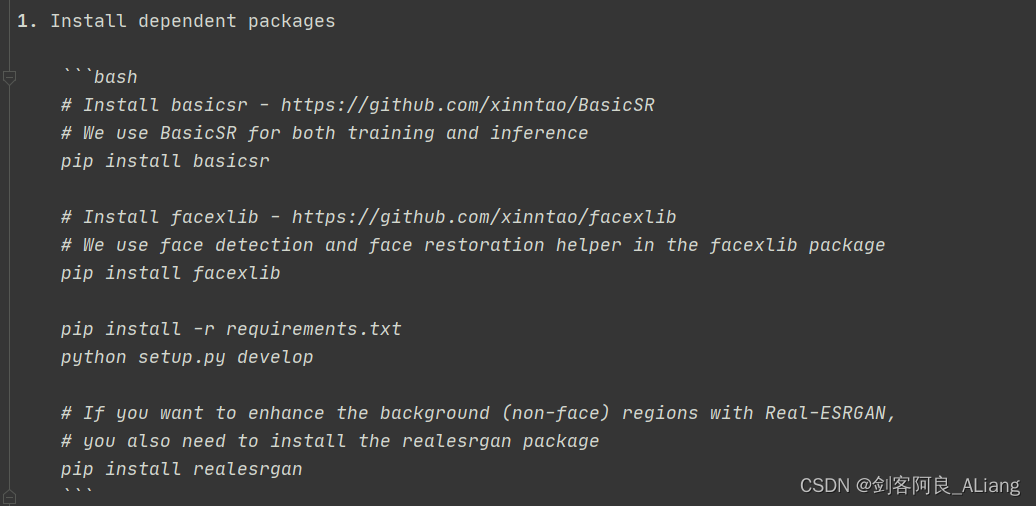 1. Install dependent packages
```bash
# Install basicsr - https://github.com/xinntao/BasicSR
# We use BasicSR for both training and inference
pip install basicsr
# Install facexlib - https://github.com/xinntao/facexlib
# We use face detection and face restoration helper in the facexlib package
pip install facexlib
pip install -r requirements.txt
python setup.py develop
# If you want to enhance the background (non-face) regions with Real-ESRGAN,
# you also need to install the realesrgan package
pip install realesrgan
```
CSDN @剑客阿良_ALiang